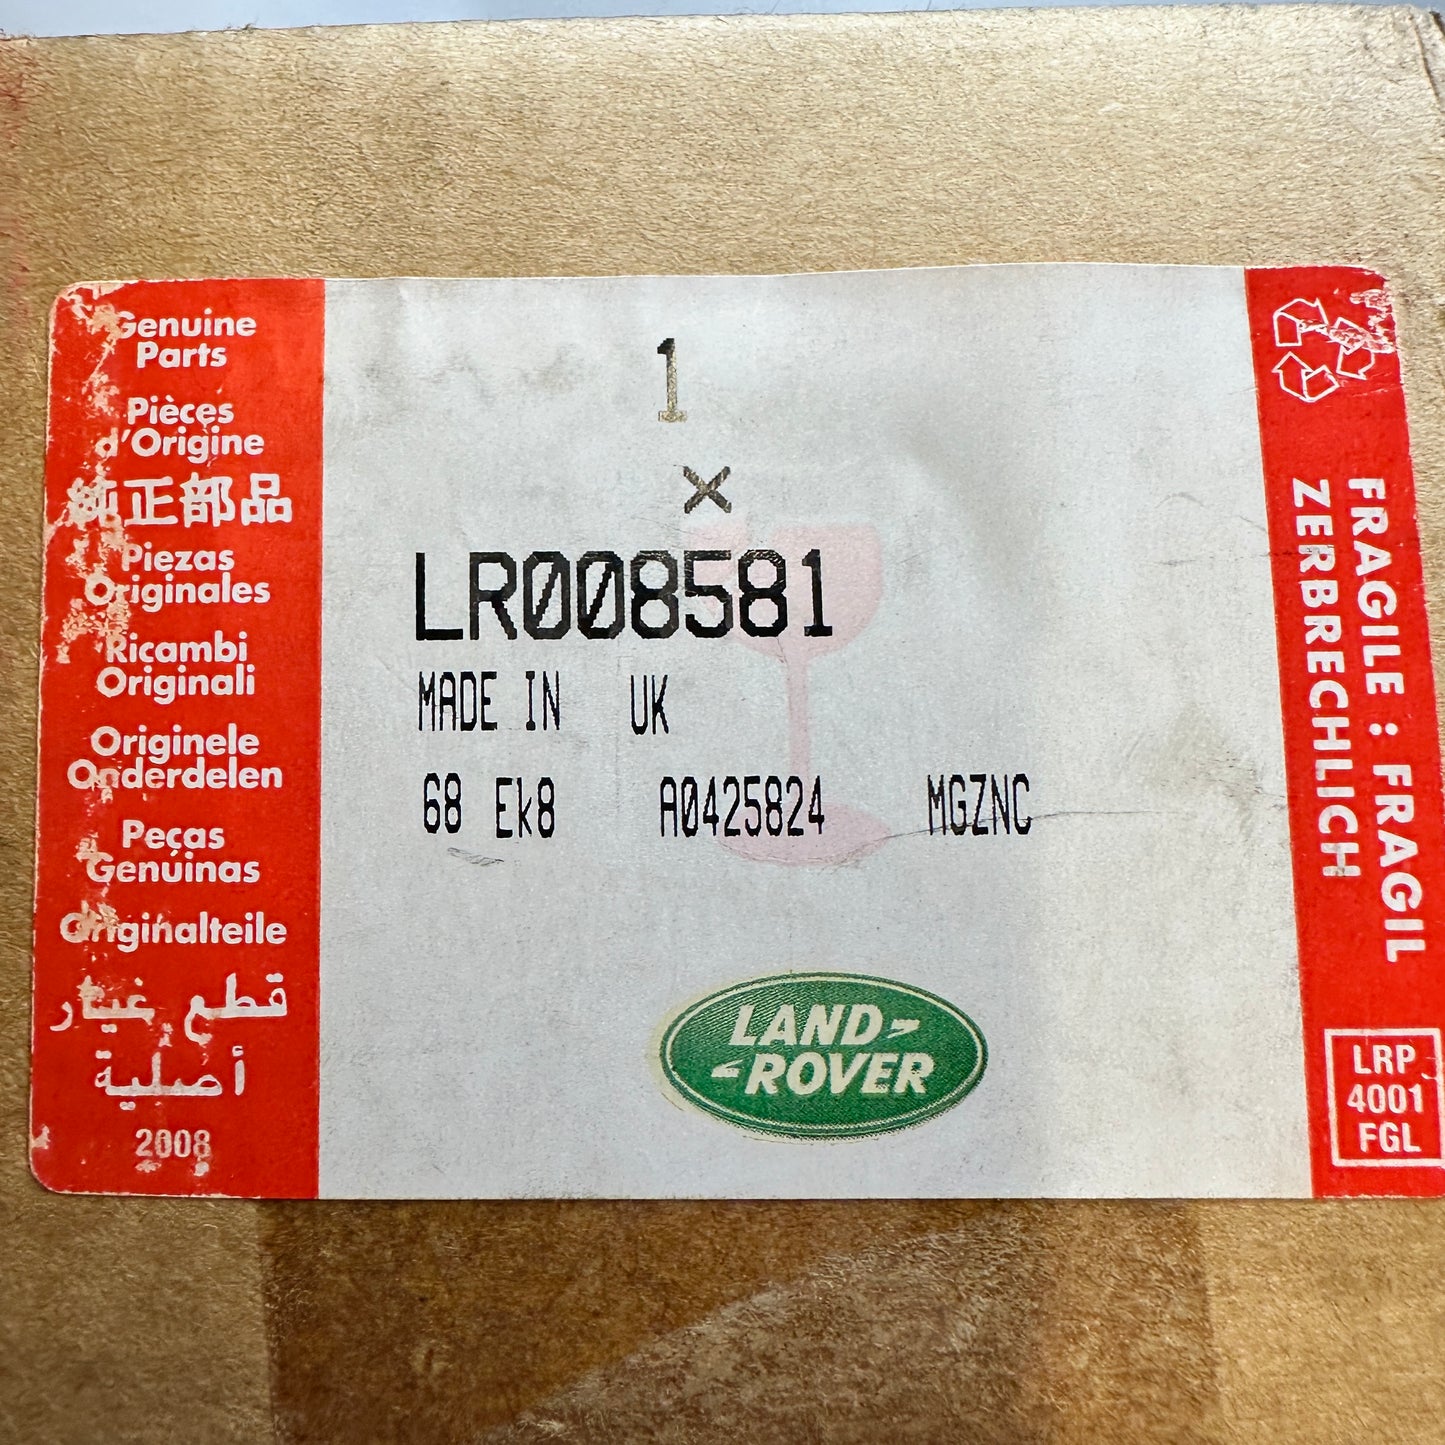 Genuine
Parts
Pièces
d'Origine
純正部品
Piezas
Originales
Ricambi
Originali
Originele
Onderdelen
Peças
Genuinas
Originalteile
قطع غيار
أصلية
2008
1
×
LR008581
MADE IN UK
68 Ek8 A0425824 MGZNC
LAND-
-ROVER
FRAGILE : FRAGIL
ZERBRECHLICH
LRP
4001
FGL